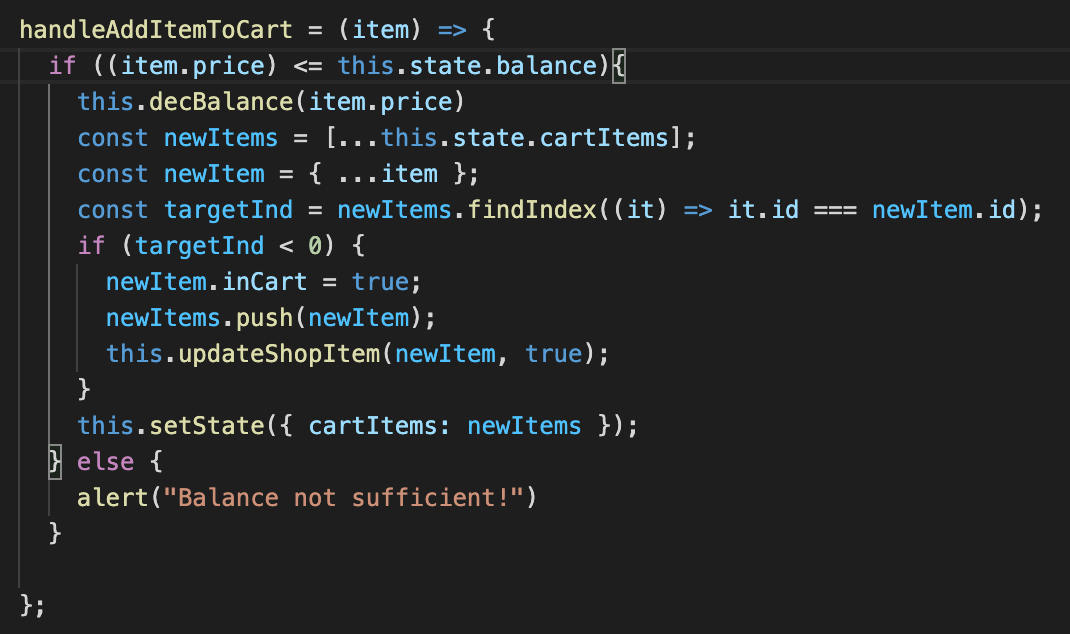 handleAddItemToCart = (item) => {
  if ((item.price) <= this.state.balance){
    this.decBalance(item.price)
    const newItems = [...this.state.cartItems];
    const newItem = { ...item };
    const targetInd = newItems.findIndex((it) => it.id === newItem.id);
    if (targetInd < 0) {
      newItem.inCart = true;
      newItems.push(newItem);
      this.updateShopItem(newItem, true);
    }
    this.setState({ cartItems: newItems });
  } else {
    alert("Balance not sufficient!")
  }

};